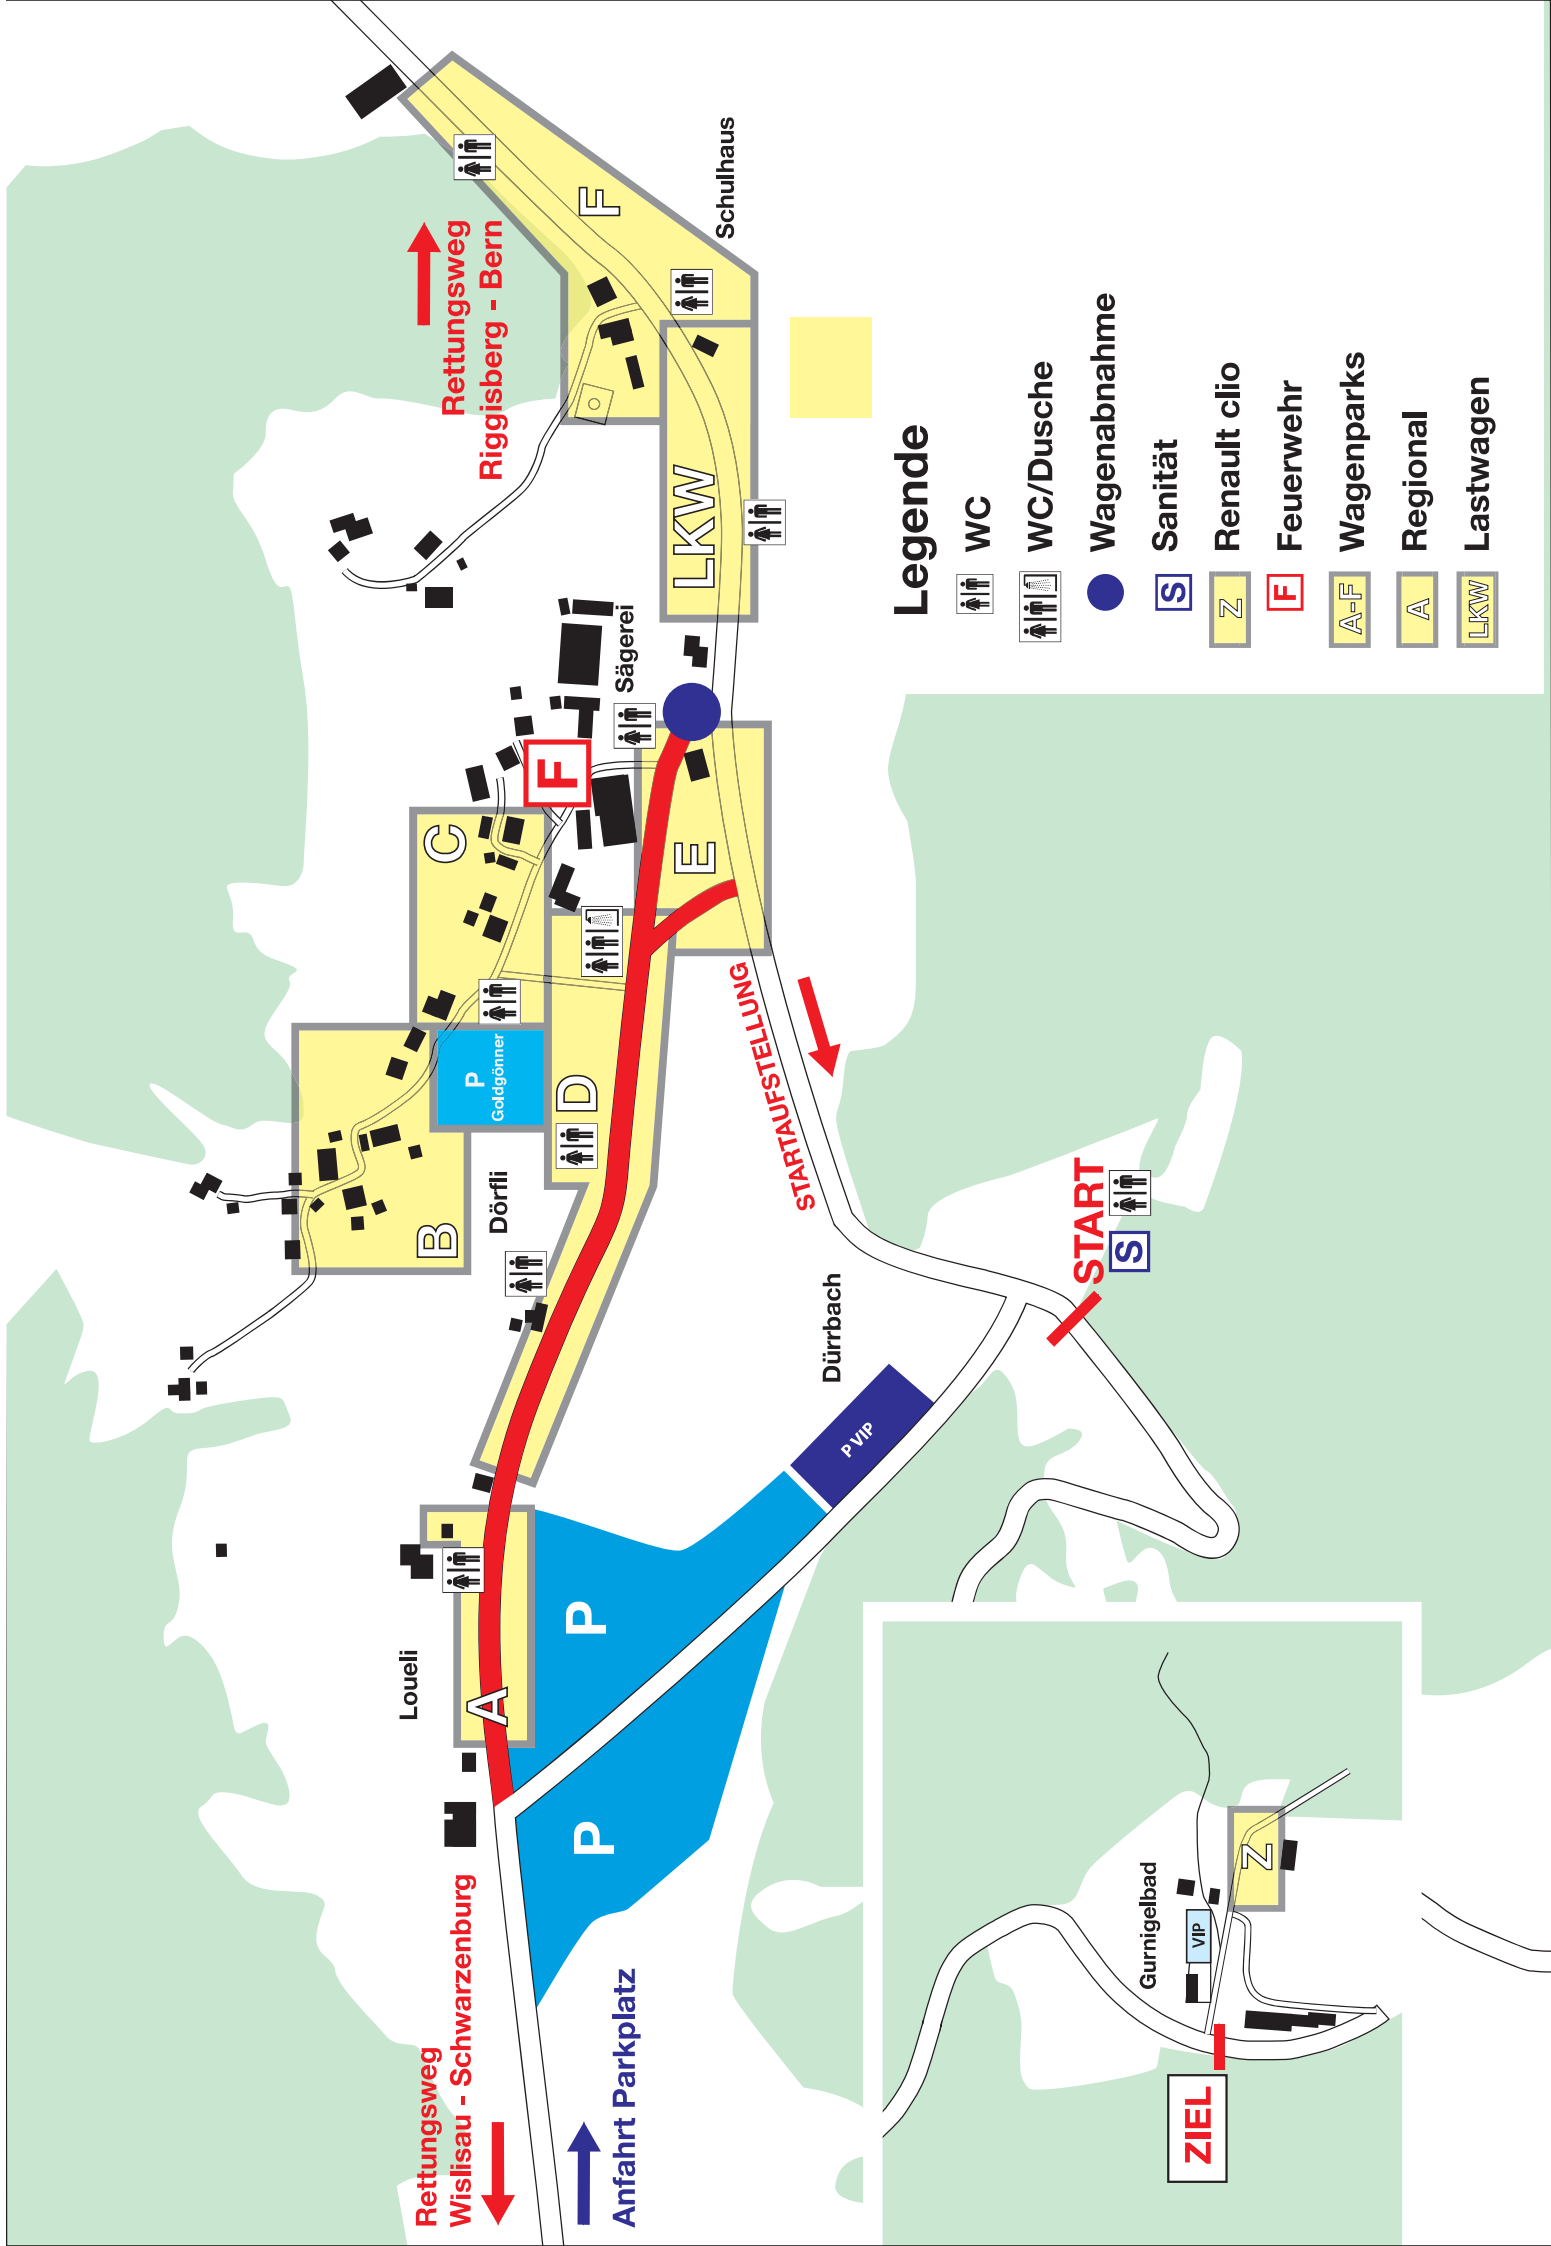 Rettungsweg
Wislisau - Schwarzenburg
Anfahrt Parkplatz
Loueli
A
P
P
B
Dörfli
P
Goldgönner
C
D
E
F
Sägerei
LKW
F
Schulhaus
Rettungsweg
Riggisberg - Bern
STARTAUFSTELLUNG
Dürrbach
P VIP
START
S
ZIEL
Gurnigelbad
VIP
Z
Legende
WC
WC/Dusche
Wagenabnahme
S Sanität
Z Renault clio
F Feuerwehr
A-F Wagenparks
A Regional
LKW Lastwagen